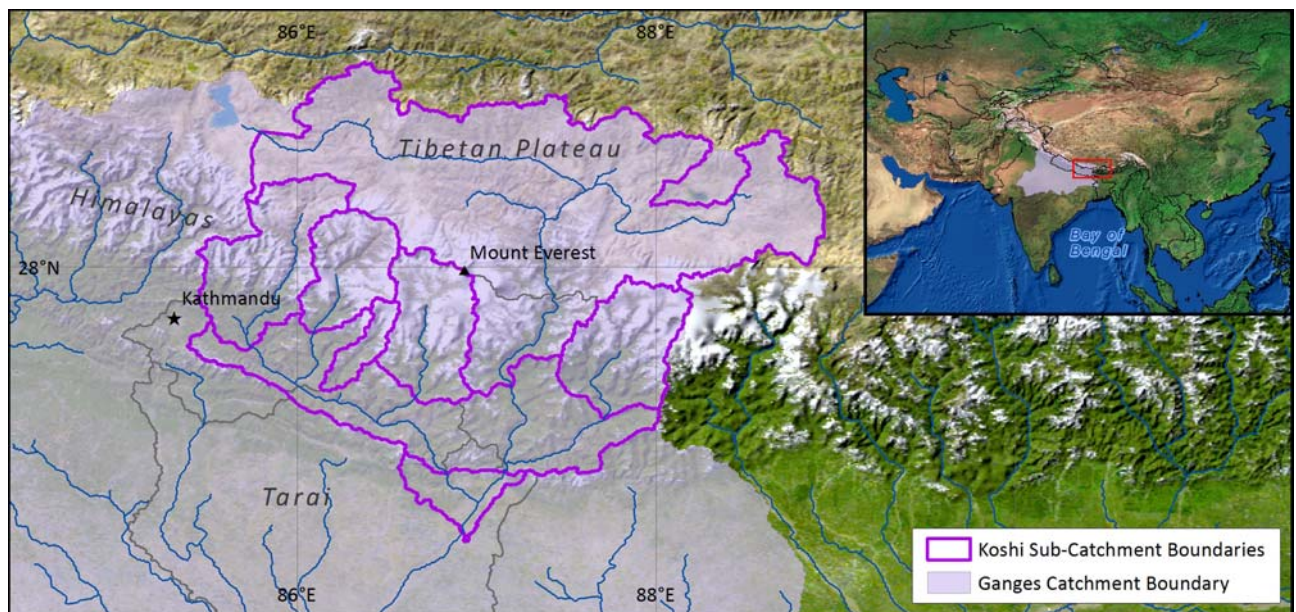 86°E
88°E
Tibetan Plateau
Himalayas
Mount Everest
28°N
Kathmandu
Tarai
86°E
88°E
Bay of
Bengal
Koshi Sub-Catchment Boundaries
Ganges Catchment Boundary